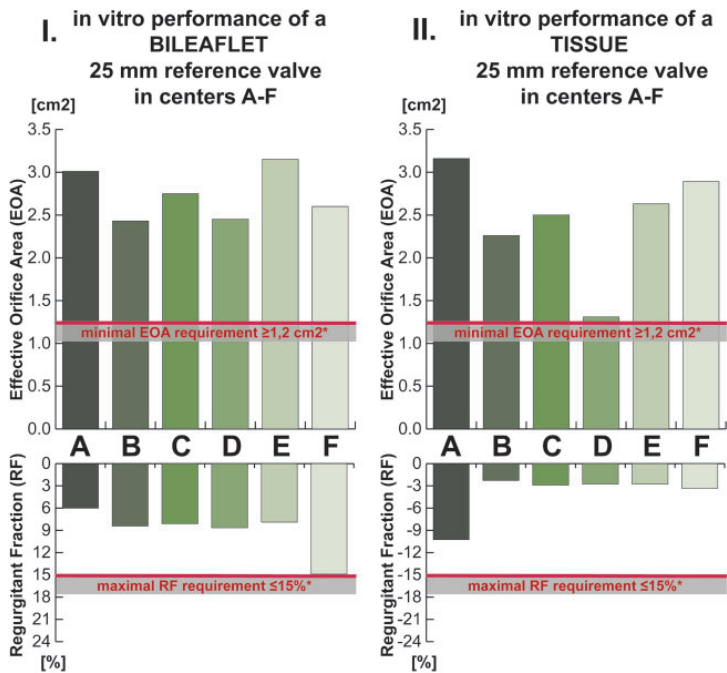 I.
in vitro performance of a
BILEAFLET
25 mm reference valve
in centers A-F
[cm2]
Effective Orifice Area (EOA)
3.5
3.0
2.5
2.0
1.5
1.0
0.5
0.0
minimal EOA requirement ≥1,2 cm2*
A B C D E F
Regurgitant Fraction (RF)
0
3
6
9
12
15
18
21
24
maximal RF requirement ≤15%*
[%]
II.
in vitro performance of a
TISSUE
25 mm reference valve
in centers A-F
[cm2]
Effective Orifice Area (EOA)
3.5
3.0
2.5
2.0
1.5
1.0
0.5
0.0
minimal EOA requirement ≥1,2 cm2*
A B C D E F
Regurgitant Fraction (RF)
0
-3
-6
-9
-12
-15
-18
-21
-24
maximal RF requirement ≤15%*
[%]